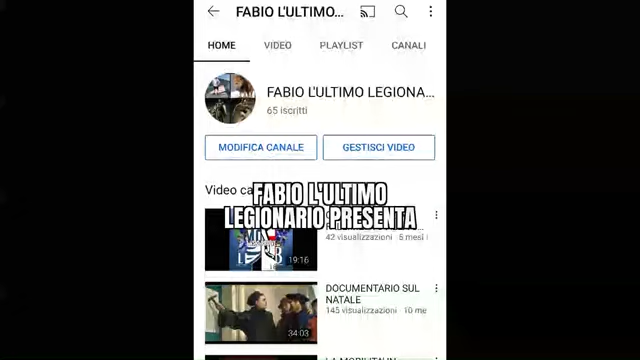 FABIO L'ULTIMO...
HOME VIDEO PLAYLIST CANALI
FABIO L'ULTIMO LEGIONA...
65 iscritti
MODIFICA CANALE GESTISCI VIDEO
Video ca
FABIO L'ULTIMO
LEGIONARIO PRESENTA
42 visualizzazioni 5 mesi
19:16
DOCUMENTARIO SUL
NATALE
145 visualizzazioni 10 me
34:03